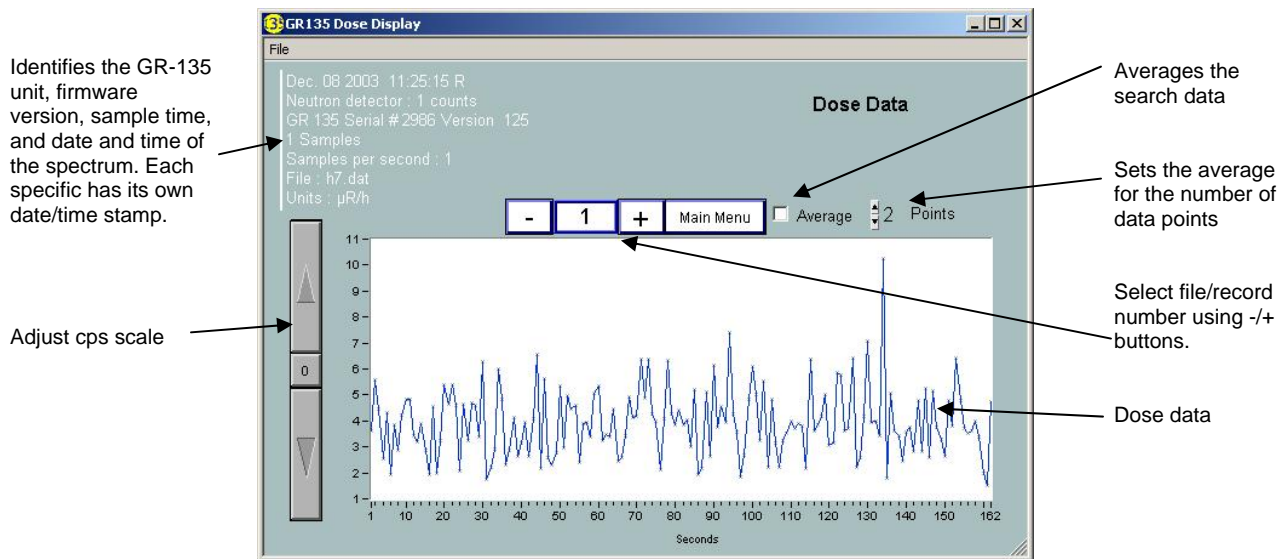 GR135 Dose Display
File
Identifies the GR-135
unit, firmware
version, sample time,
and date and time of
the spectrum. Each
specific has its own
date/time stamp.
Dec. 08 2003 11:25:15 R
Neutron detector : 1 counts
GR 135 Serial # 2986 Version 125
1 Samples
Samples per second : 1
File : h7.dat
Units : µR/h
Dose Data
Averages the
search data
Sets the average
for the number of
data points
- 1 + Main Menu Average 2 Points
Select file/record
number using -/+
buttons.
Adjust cps scale
0
Dose data
11
10
9
8
7
6
5
4
3
2
1
1 10 20 30 40 50 60 70 80 90 100 110 120 130 140 150 162
Seconds